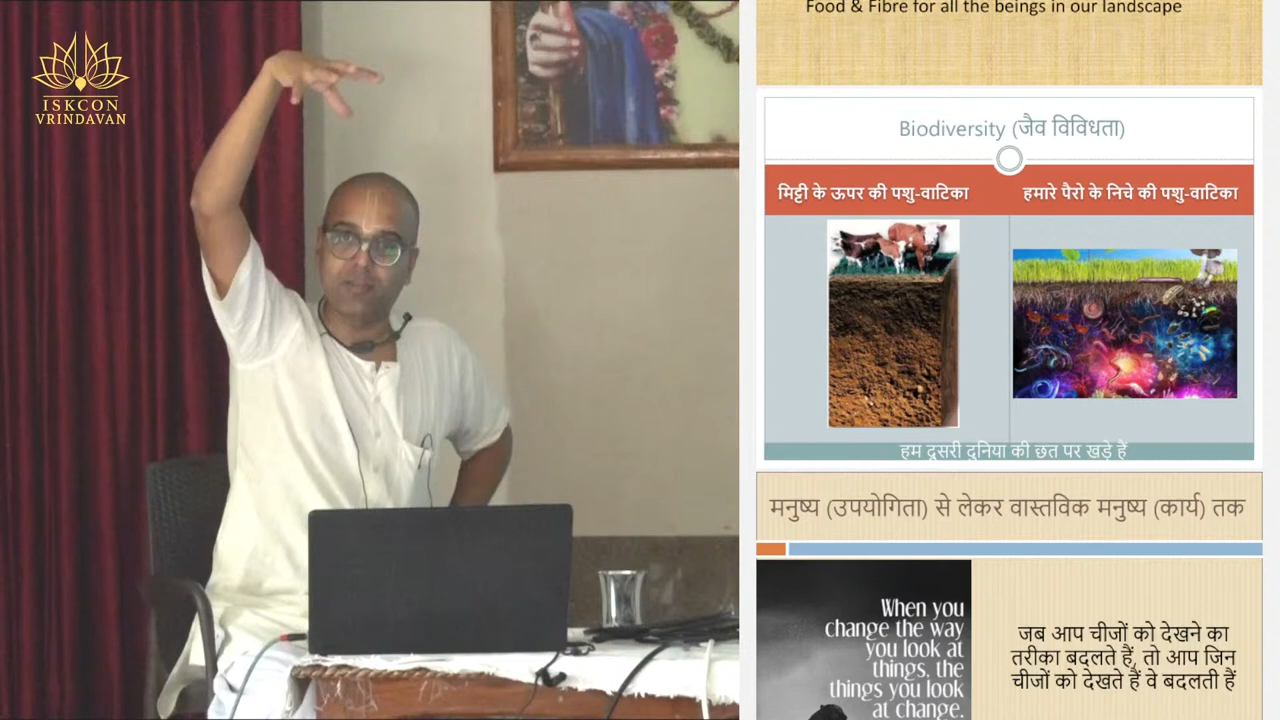 ISKCON
VRINDAVAN
Food & Fibre for all the beings in our landscape
Biodiversity (जैव विविधता)
मिट्टी के ऊपर की पशु-वाटिका
हमारे पैरो के निचे की पशु-वाटिका
हम दूसरी दुनिया की छत पर खड़े हैं
मनुष्य (उपयोगिता) से लेकर वास्तविक मनुष्य (कार्य) तक
When you
change the way
you look at
things, the
things you look
at change.
जब आप चीजों को देखने का
तरीका बदलते हैं, तो आप जिन
चीजों को देखते हैं वे बदलती हैं